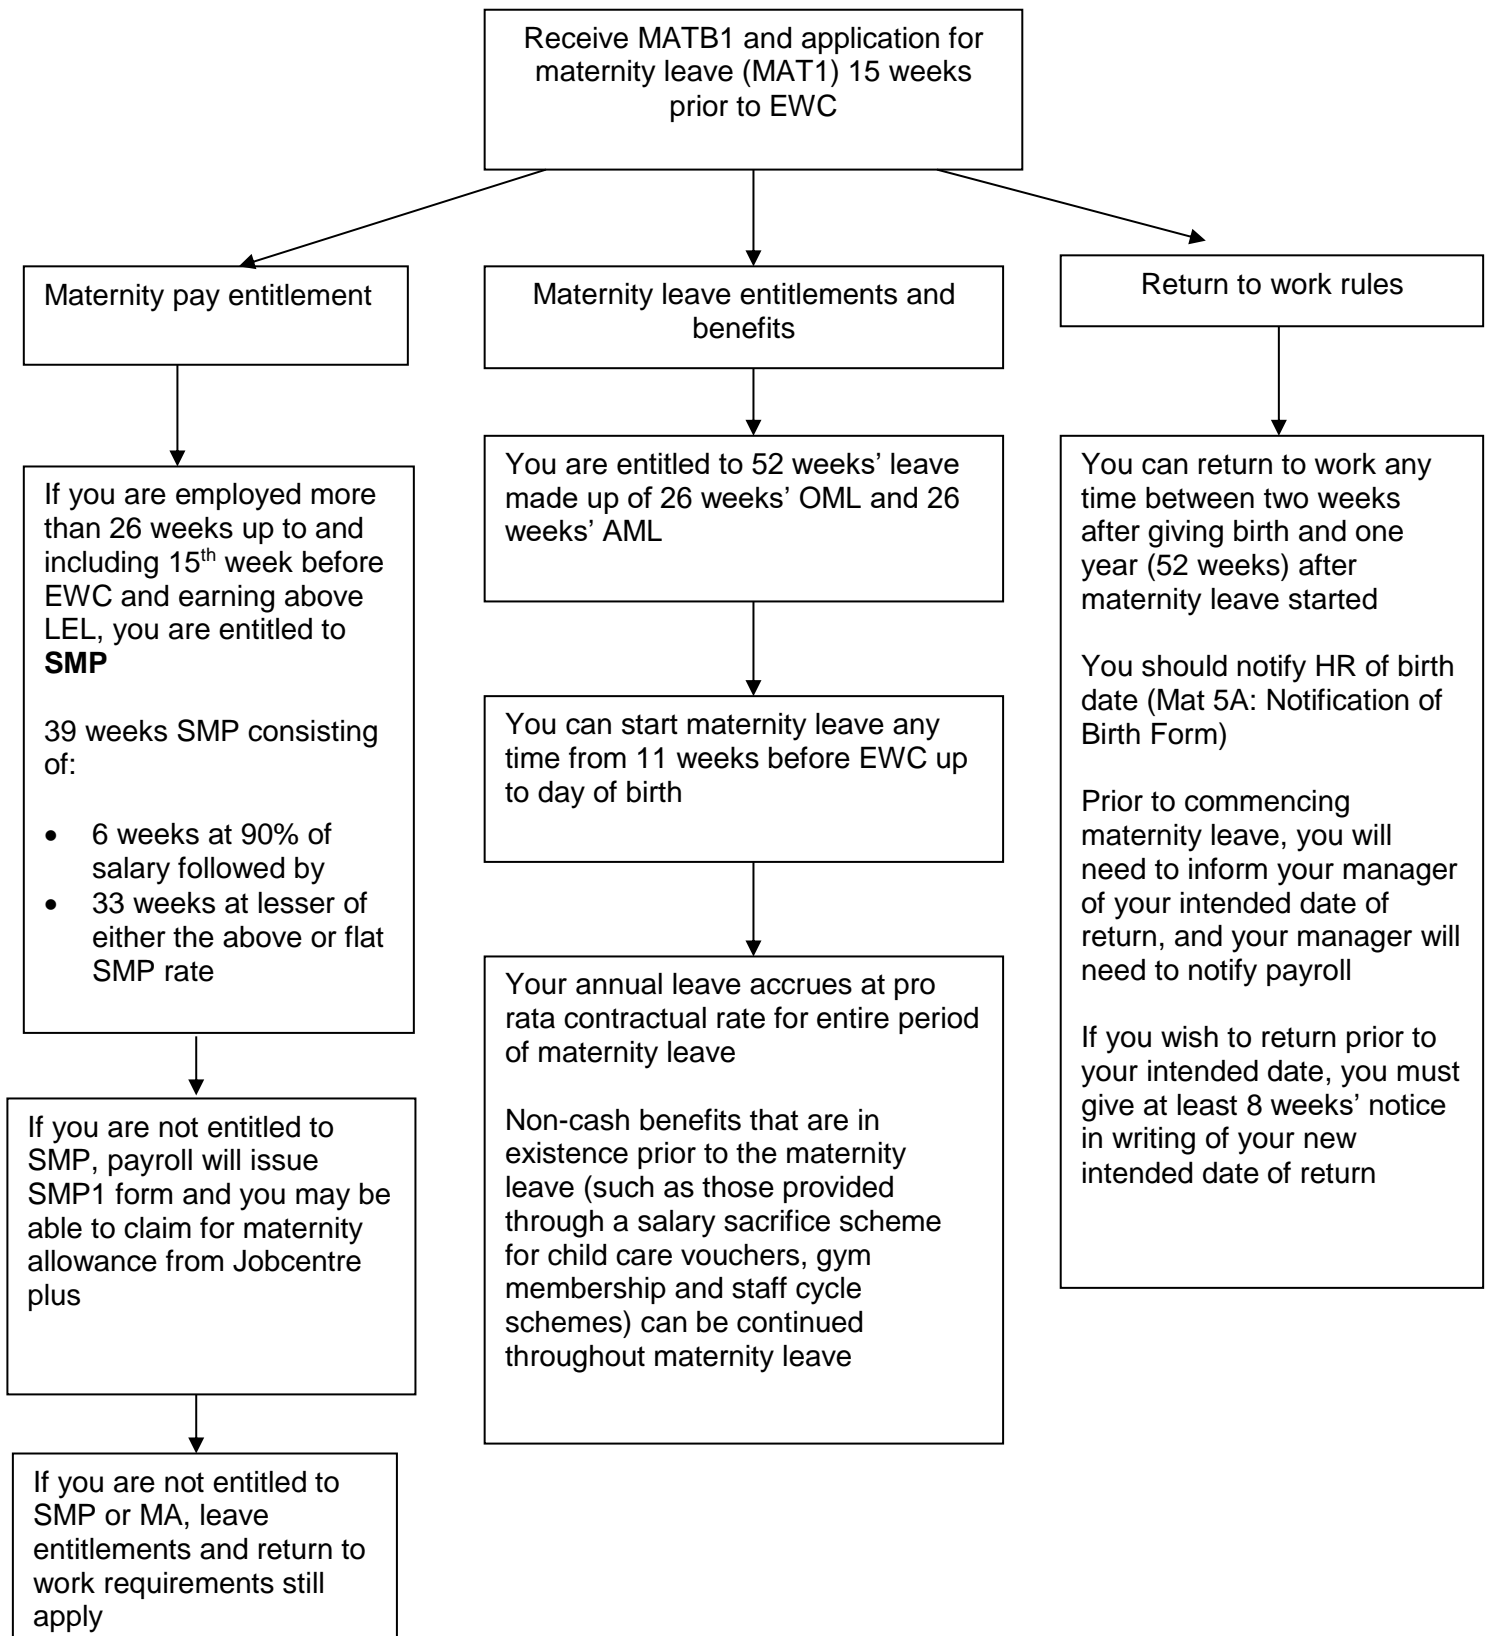 Receive MATB1 and application for
maternity leave (MAT1) 15 weeks
prior to EWC
Maternity pay entitlement
If you are employed more
than 26 weeks up to and
including 15th week before
EWC and earning above
LEL, you are entitled to
SMP
39 weeks SMP consisting
of:
• 6 weeks at 90% of
salary followed by
• 33 weeks at lesser of
either the above or flat
SMP rate
If you are not entitled to
SMP, payroll will issue
SMP1 form and you may be
able to claim for maternity
allowance from Jobcentre
plus
If you are not entitled to
SMP or MA, leave
entitlements and return to
work requirements still
apply
Maternity leave entitlements and
benefits
You are entitled to 52 weeks’ leave
made up of 26 weeks’ OML and 26
weeks’ AML
You can start maternity leave any
time from 11 weeks before EWC up
to day of birth
Your annual leave accrues at pro
rata contractual rate for entire period
of maternity leave
Non-cash benefits that are in
existence prior to the maternity
leave (such as those provided
through a salary sacrifice scheme
for child care vouchers, gym
membership and staff cycle
schemes) can be continued
throughout maternity leave
Return to work rules
You can return to work any
time between two weeks
after giving birth and one
year (52 weeks) after
maternity leave started
You should notify HR of birth
date (Mat 5A: Notification of
Birth Form)
Prior to commencing
maternity leave, you will
need to inform your manager
of your intended date of
return, and your manager will
need to notify payroll
If you wish to return prior to
your intended date, you must
give at least 8 weeks’ notice
in writing of your new
intended date of return